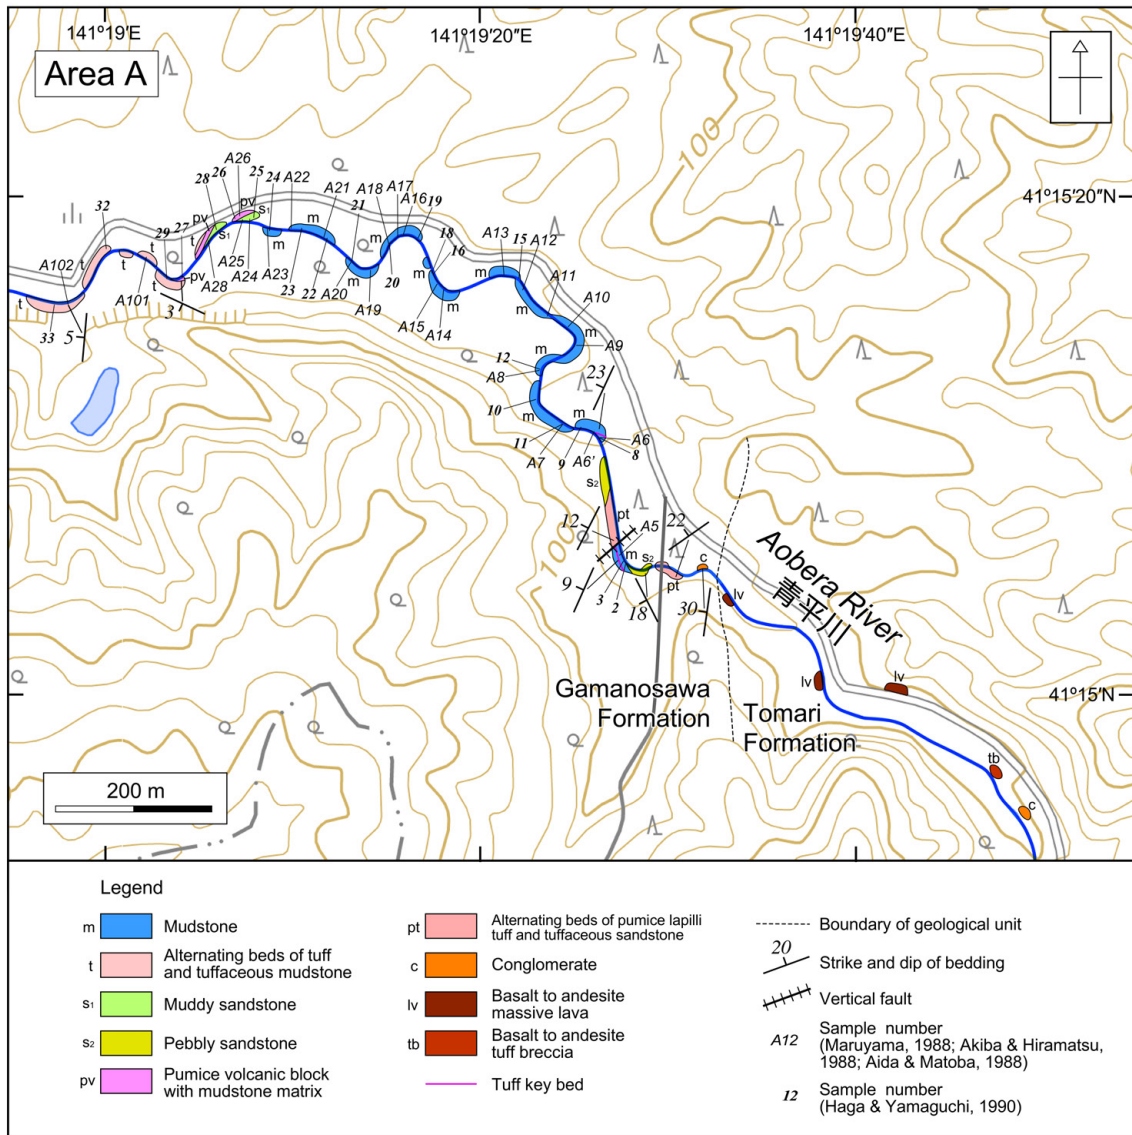 141°19′E
141°19′20″E
141°19′40″E
Area A
100
41°15′20″N
A26
25
26
24
A22
28
pv
s1
A21
21
m
A18
A17
A16
19
32
29
27
pv
t
s1
m
m
18
16
A13
15
A12
A102
t
t
t
t
pv
A25
A24
A23
23
22
A20
m
A19
20
m
A11
A10
A101
A28
3
t
33
5
A15
A14
m
m
A9
12
m
A8
23
10
m
m
11
A7
9
A6'
A6
8
s2
pt
12
A5
22
100
m
s2
c
pt
9
3
2
18
30
lv
Aobera River
青平川
lv
lv
41°15′N
Gamanosawa
Formation
Tomari
Formation
tb
c
200 m
Legend
m Mudstone
t Alternating beds of tuff
and tuffaceous mudstone
s1 Muddy sandstone
s2 Pebbly sandstone
pv Pumice volcanic block
with mudstone matrix
pt Alternating beds of pumice lapilli
tuff and tuffaceous sandstone
c Conglomerate
lv Basalt to andesite
massive lava
tb Basalt to andesite
tuff breccia
Tuff key bed
Boundary of geological unit
20 Strike and dip of bedding
Vertical fault
A12 Sample number
(Maruyama, 1988; Akiba & Hiramatsu,
1988; Aida & Matoba, 1988)
12 Sample number
(Haga & Yamaguchi, 1990)